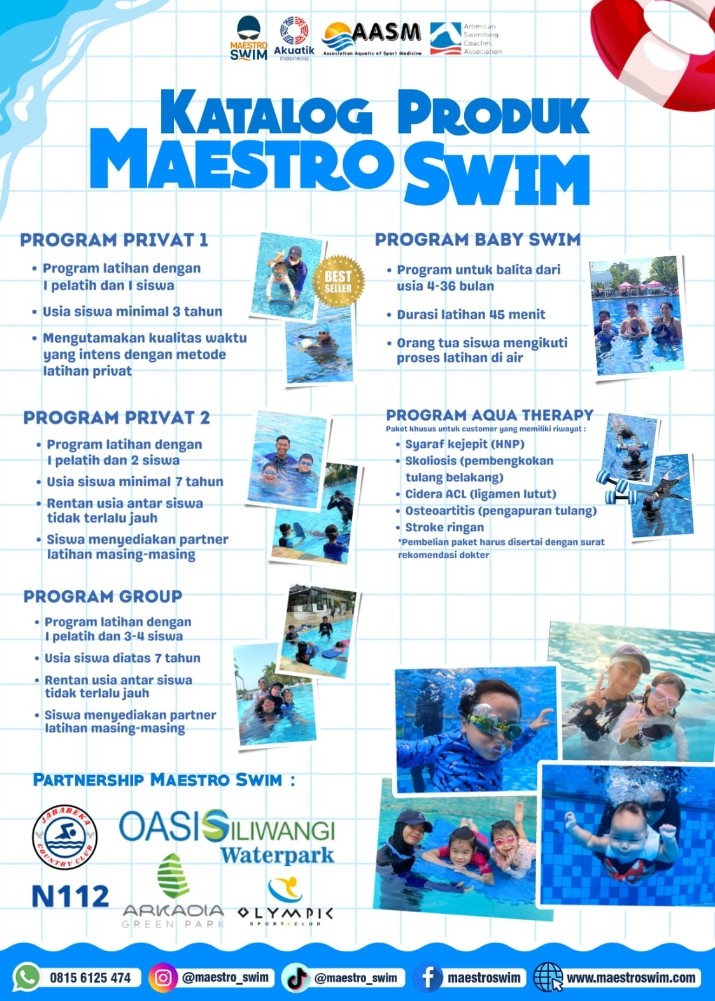 MAESTRO
SWIM
Akuatik
Indonesia
AASM
Association Aquatic of Sport Medicine
American
Swimming
Coaches
Association
KATALOG PRODUK
MAESTRO SWIM
PROGRAM PRIVAT 1
• Program latihan dengan
1 pelatih dan 1 siswa
• Usia siswa minimal 3 tahun
• Mengutamakan kualitas waktu
yang intens dengan metode
latihan privat
BEST
SELLER
PROGRAM PRIVAT 2
• Program latihan dengan
1 pelatih dan 2 siswa
• Usia siswa minimal 7 tahun
• Rentan usia antar siswa
tidak terlalu jauh
• Siswa menyediakan partner
latihan masing-masing
PROGRAM GROUP
• Program latihan dengan
1 pelatih dan 3-4 siswa
• Usia siswa diatas 7 tahun
• Rentan usia antar siswa
tidak terlalu jauh
• Siswa menyediakan partner
latihan masing-masing
PROGRAM BABY SWIM
• Program untuk balita dari
usia 4-36 bulan
• Durasi latihan 45 menit
• Orang tua siswa mengikuti
proses latihan di air
PROGRAM AQUA THERAPY
Paket khusus untuk customer yang memiliki riwayat :
• Syaraf kejepit (HNP)
• Skoliosis (pembengkokan
tulang belakang)
• Cidera ACL (ligamen lutut)
• Osteoartitis (pengapuran tulang)
• Stroke ringan
*Pembelian paket harus disertai dengan surat
rekomendasi dokter
PARTNERSHIP MAESTRO SWIM :
JABABEKA
COUNTRY CLUB
OASIS SILIWANGI
Waterpark
N112
ARKADIA
GREEN PARK
OLYMPIC
SPORT CLUB
0815 6125 474
@maestro_swim
@maestro_swim
maestroswim
www.maestroswim.com